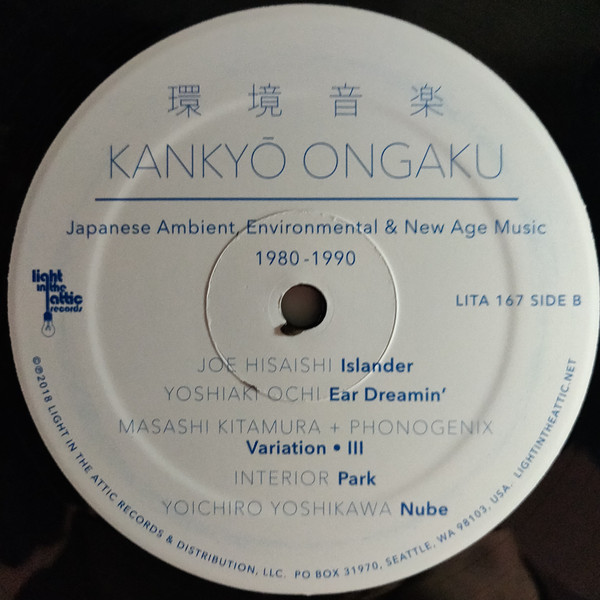 環 境 音 楽
KANKYŌ ONGAKU
Japanese Ambient, Environmental & New Age Music
1980-1990
light
in the
attic
records
LITA 167 SIDE B
JOE HISAISHI Islander
YOSHIAKI OCHI Ear Dreamin'
MASASHI KITAMURA + PHONOGENIX
Variation • III
INTERIOR Park
YOICHIRO YOSHIKAWA Nube
©℗2018 LIGHT IN THE ATTIC RECORDS & DISTRIBUTION, LLC. PO BOX 31970, SEATTLE, WA 98103, USA. LIGHTINTHEATTIC.NET